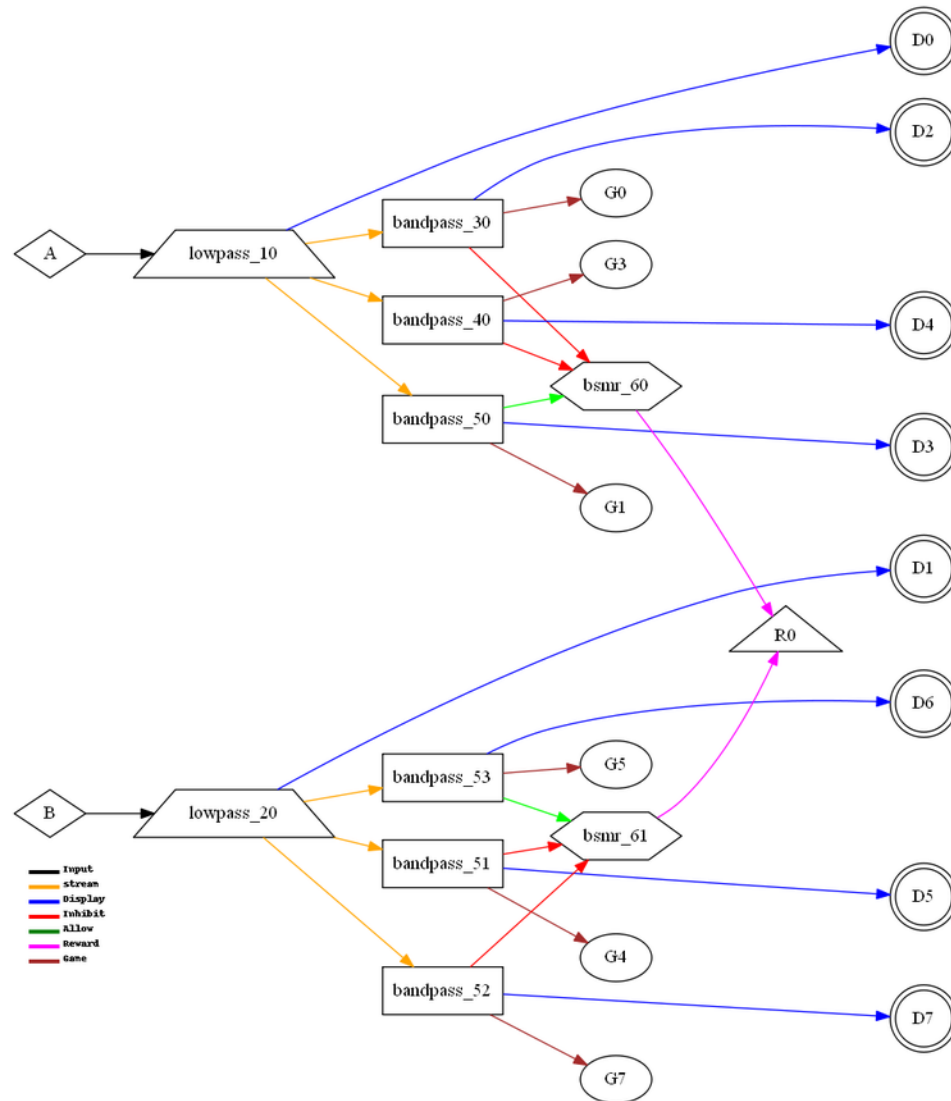 D0
D2
G0
bandpass_30
A
lowpass_10
G3
bandpass_40
D4
bsmr_60
bandpass_50
D3
G1
D1
R0
D6
bandpass_53
G5
B
lowpass_20
bsmr_61
bandpass_51
D5
G4
bandpass_52
D7
G7
Input
stream
Display
Inhibit
Allow
Reward
Game